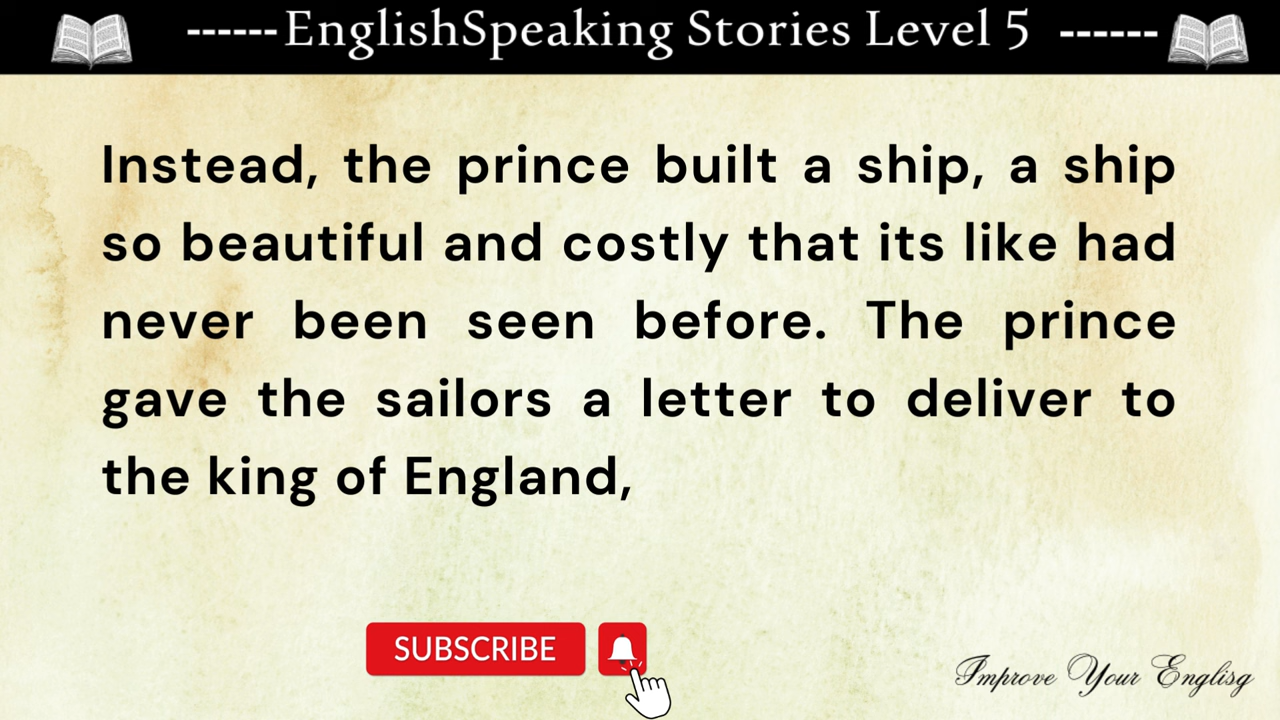 ------EnglishSpeaking Stories Level 5 ------
Instead, the prince built a ship, a ship
so beautiful and costly that its like had
never been seen before. The prince
gave the sailors a letter to deliver to
the king of England,
SUBSCRIBE
Improve Your Englisg